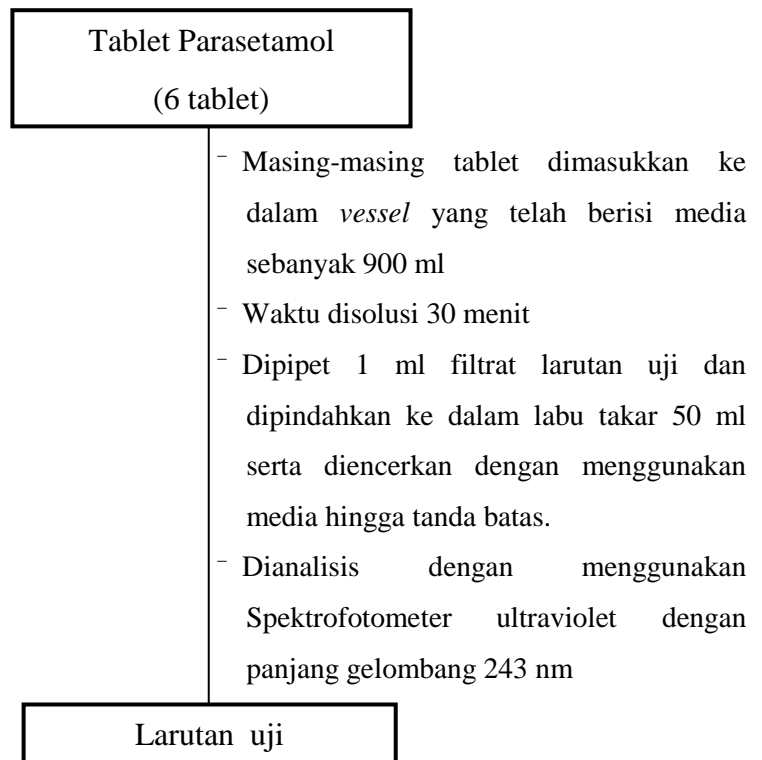 Tablet Parasetamol
(6 tablet)
- Masing-masing tablet dimasukkan ke
dalam vessel yang telah berisi media
sebanyak 900 ml
- Waktu disolusi 30 menit
- Dipipet 1 ml filtrat larutan uji dan
dipindahkan ke dalam labu takar 50 ml
serta diencerkan dengan menggunakan
media hingga tanda batas.
- Dianalisis dengan menggunakan
Spektrofotometer ultraviolet dengan
panjang gelombang 243 nm
Larutan uji